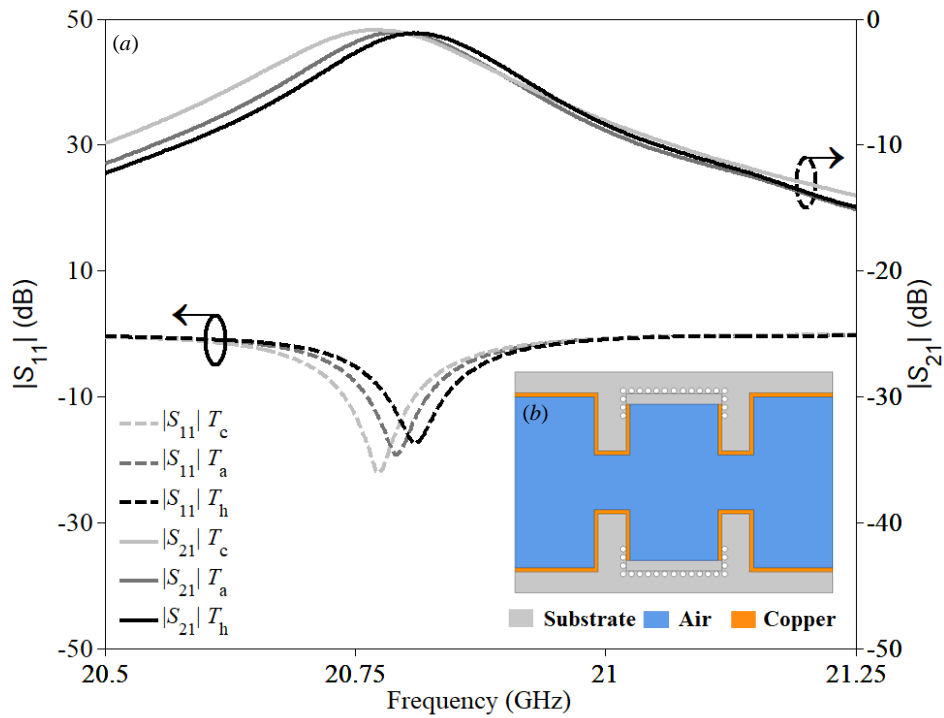 (a)
50
30
10
-10
-30
-50
|S11| (dB)
0
-10
-20
-30
-40
-50
|S21| (dB)
|S11| Tc
|S11| Ta
|S11| Th
|S21| Tc
|S21| Ta
|S21| Th
(b)
Substrate Air Copper
20.5 20.75 21 21.25
Frequency (GHz)